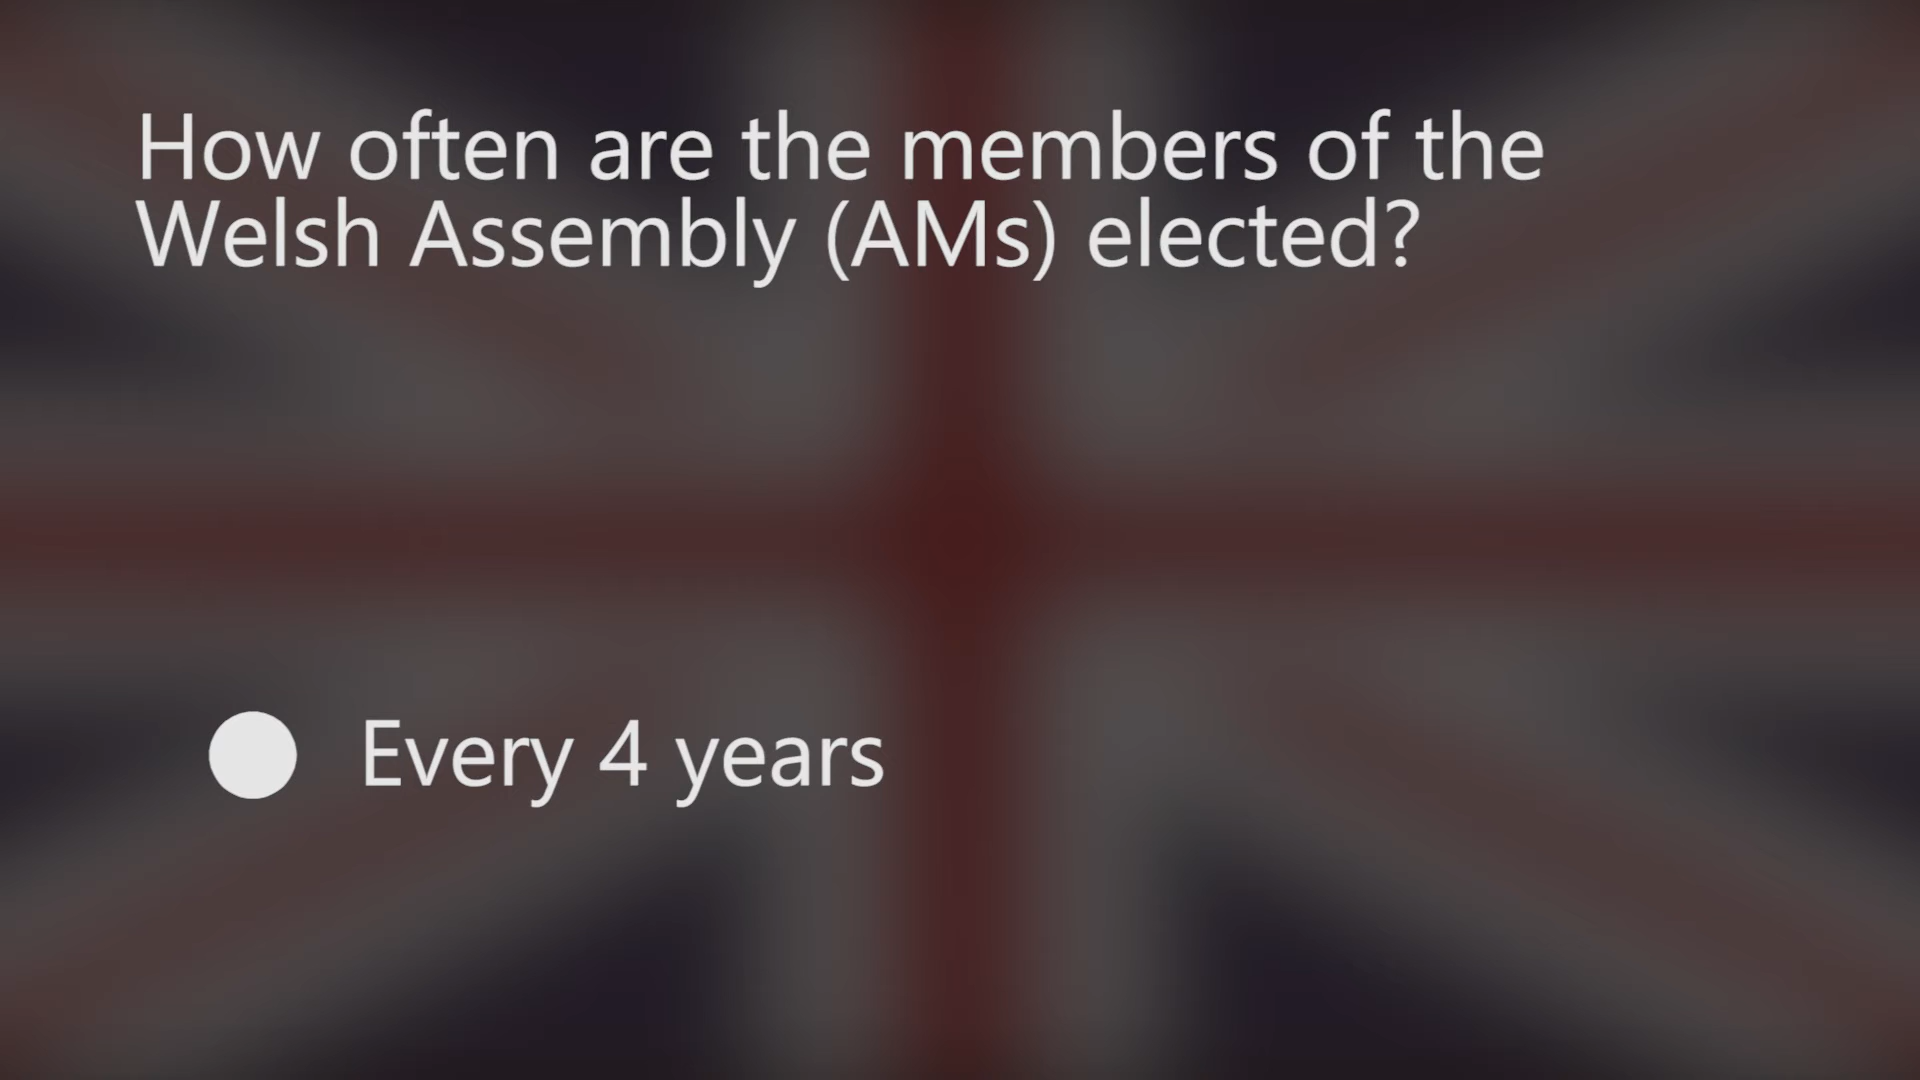 How often are the members of the
Welsh Assembly (AMs) elected?
Every 4 years